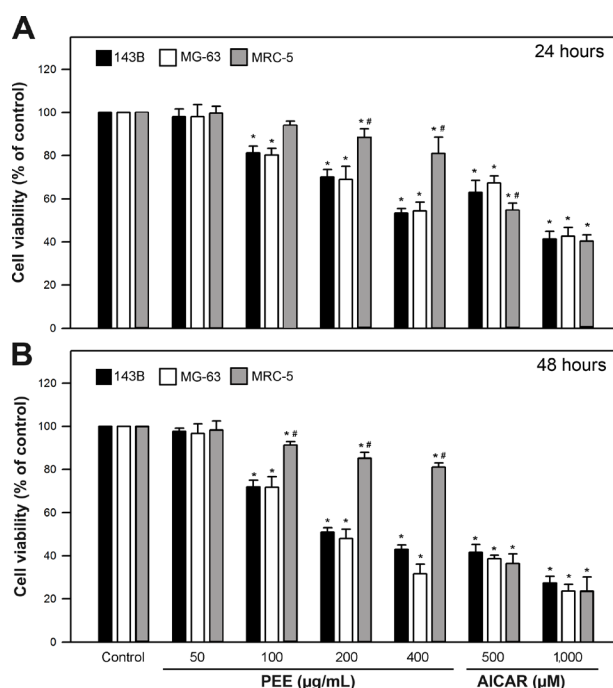 A
143B MG-63 MRC-5 24 hours
Cell viability (% of control)
120
100
80
60
40
20
0
* * * * * # * * * # * * * # * * *
B
143B MG-63 MRC-5 48 hours
Cell viability (% of control)
120
100
80
60
40
20
0
* * * # * * * # * * * # * * * * * *
Control 50 100 200 400 500 1,000
PEE (µg/mL) AICAR (µM)